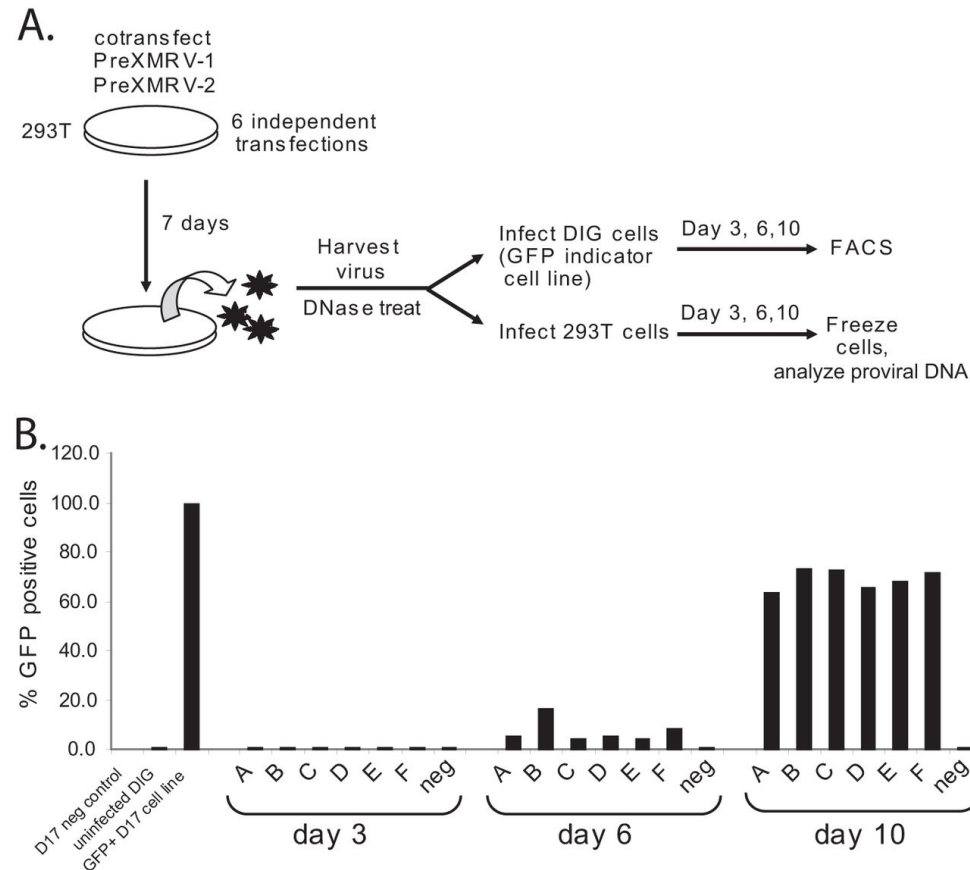 A.
cotransfect
PreXMRV-1
PreXMRV-2
293T
6 independent
transfections
7 days
Harvest
virus
DNase treat
Infect DIG cells
(GFP indicator
cell line)
Day 3, 6,10
FACS
Infect 293T cells
Day 3, 6,10
Freeze
cells,
analyze proviral DNA
B.
% GFP positive cells
120.0
100.0
80.0
60.0
40.0
20.0
0.0
D17 neg control
uninfected DIG
GFP+ D17 cell line
A B C D E F neg
day 3
A B C D E F neg
day 6
A B C D E F neg
day 10